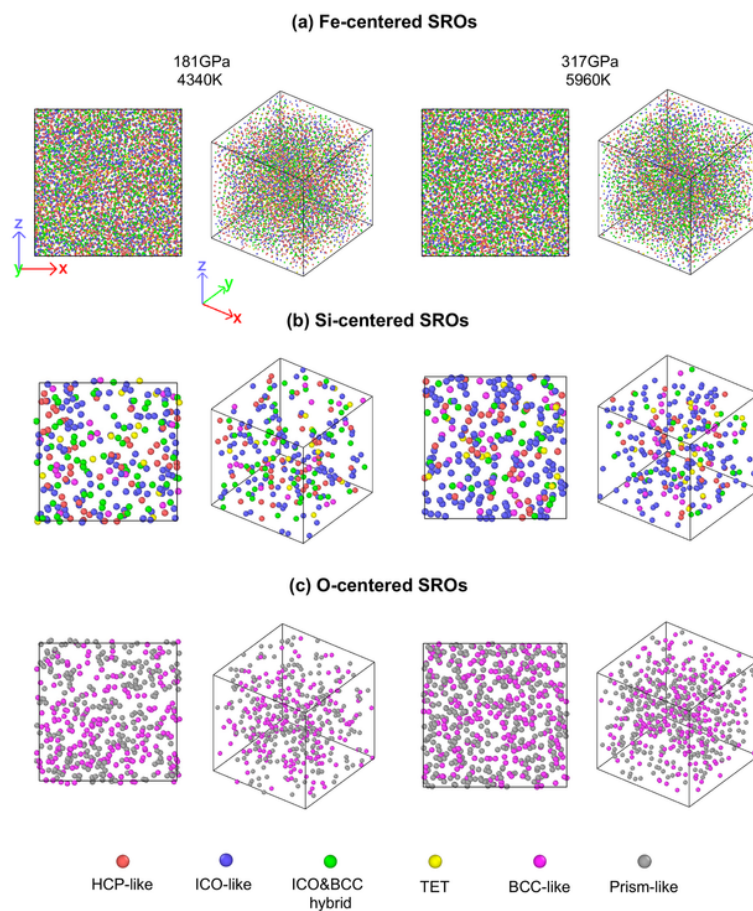 (a) Fe-centered SROs
181GPa
4340K
317GPa
5960K
z
y
x
z
y
x
(b) Si-centered SROs
(c) O-centered SROs
HCP-like
ICO-like
ICO&BCC
hybrid
TET
BCC-like
Prism-like